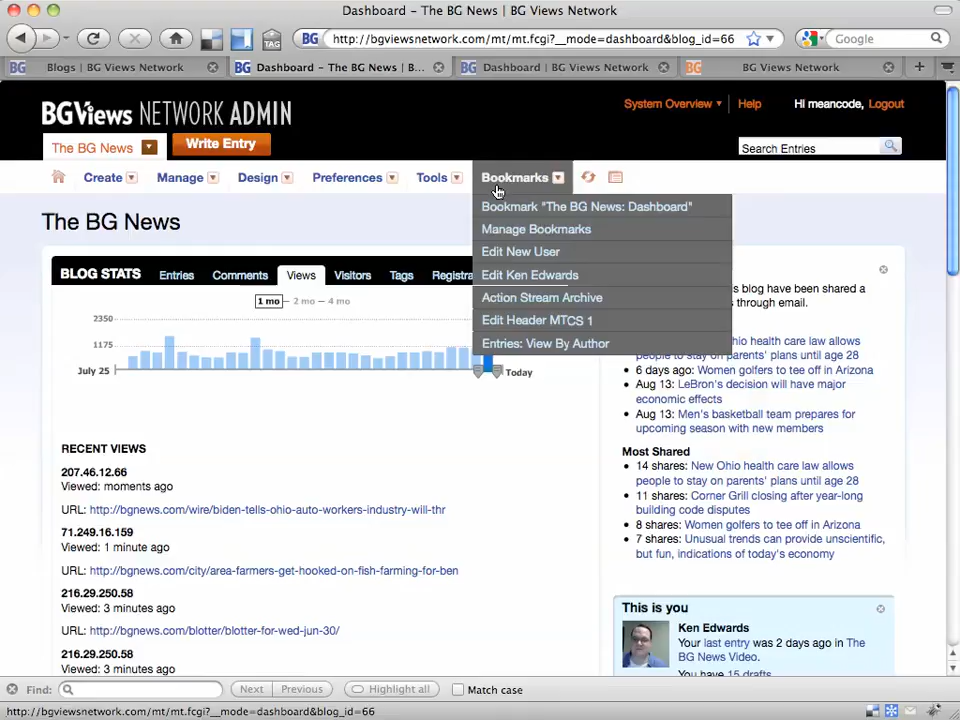 Dashboard - The BG News | BG Views Network
TAG
BG
http://bgviewsnetwork.com/mt/mt.fcgi?__mode=dashboard&blog_id=66
Google
BG
Blogs | BG Views Network
BG
Dashboard - The BG News | B...
BG
Dashboard | BG Views Network
BG
BG Views Network
BGViews NETWORK ADMIN
System Overview
Help
Hi meancode, Logout
The BG News
Write Entry
Search Entries
Create
Manage
Design
Preferences
Tools
Bookmarks
Bookmark "The BG News: Dashboard"
Manage Bookmarks
Edit New User
Edit Ken Edwards
Action Stream Archive
Edit Header MTCS 1
Entries: View By Author
The BG News
BLOG STATS
Entries
Comments
Views
Visitors
Tags
Registra
1 mo — 2 mo — 4 mo
2350
1175
July 25
Today
RECENT VIEWS
207.46.12.66
Viewed: moments ago
URL: http://bgnews.com/wire/biden-tells-ohio-auto-workers-industry-will-thr
71.249.16.159
Viewed: 1 minute ago
URL: http://bgnews.com/city/area-farmers-get-hooked-on-fish-farming-for-ben
216.29.250.58
Viewed: 3 minutes ago
URL: http://bgnews.com/blotter/blotter-for-wed-jun-30/
216.29.250.58
Viewed: 3 minutes ago
is blog have been shared a
through email.
io health care law allows
people to stay on parents' plans until age 28
6 days ago: Women golfers to tee off in Arizona
Aug 13: LeBron's decision will have major
economic effects
Aug 13: Men's basketball team prepares for
upcoming season with new members
Most Shared
14 shares: New Ohio health care law allows
people to stay on parents' plans until age 28
11 shares: Corner Grill closing after year-long
building code disputes
8 shares: Women golfers to tee off in Arizona
7 shares: Unusual trends can provide unscientific,
but fun, indications of today's economy
This is you
Ken Edwards
Your last entry was 2 days ago in The
BG News Video.
You have 15 drafts
Find:
Next
Previous
Highlight all
Match case
http://bgviewsnetwork.com/mt/mt.fcgi?__mode=dashboard&blog_id=66